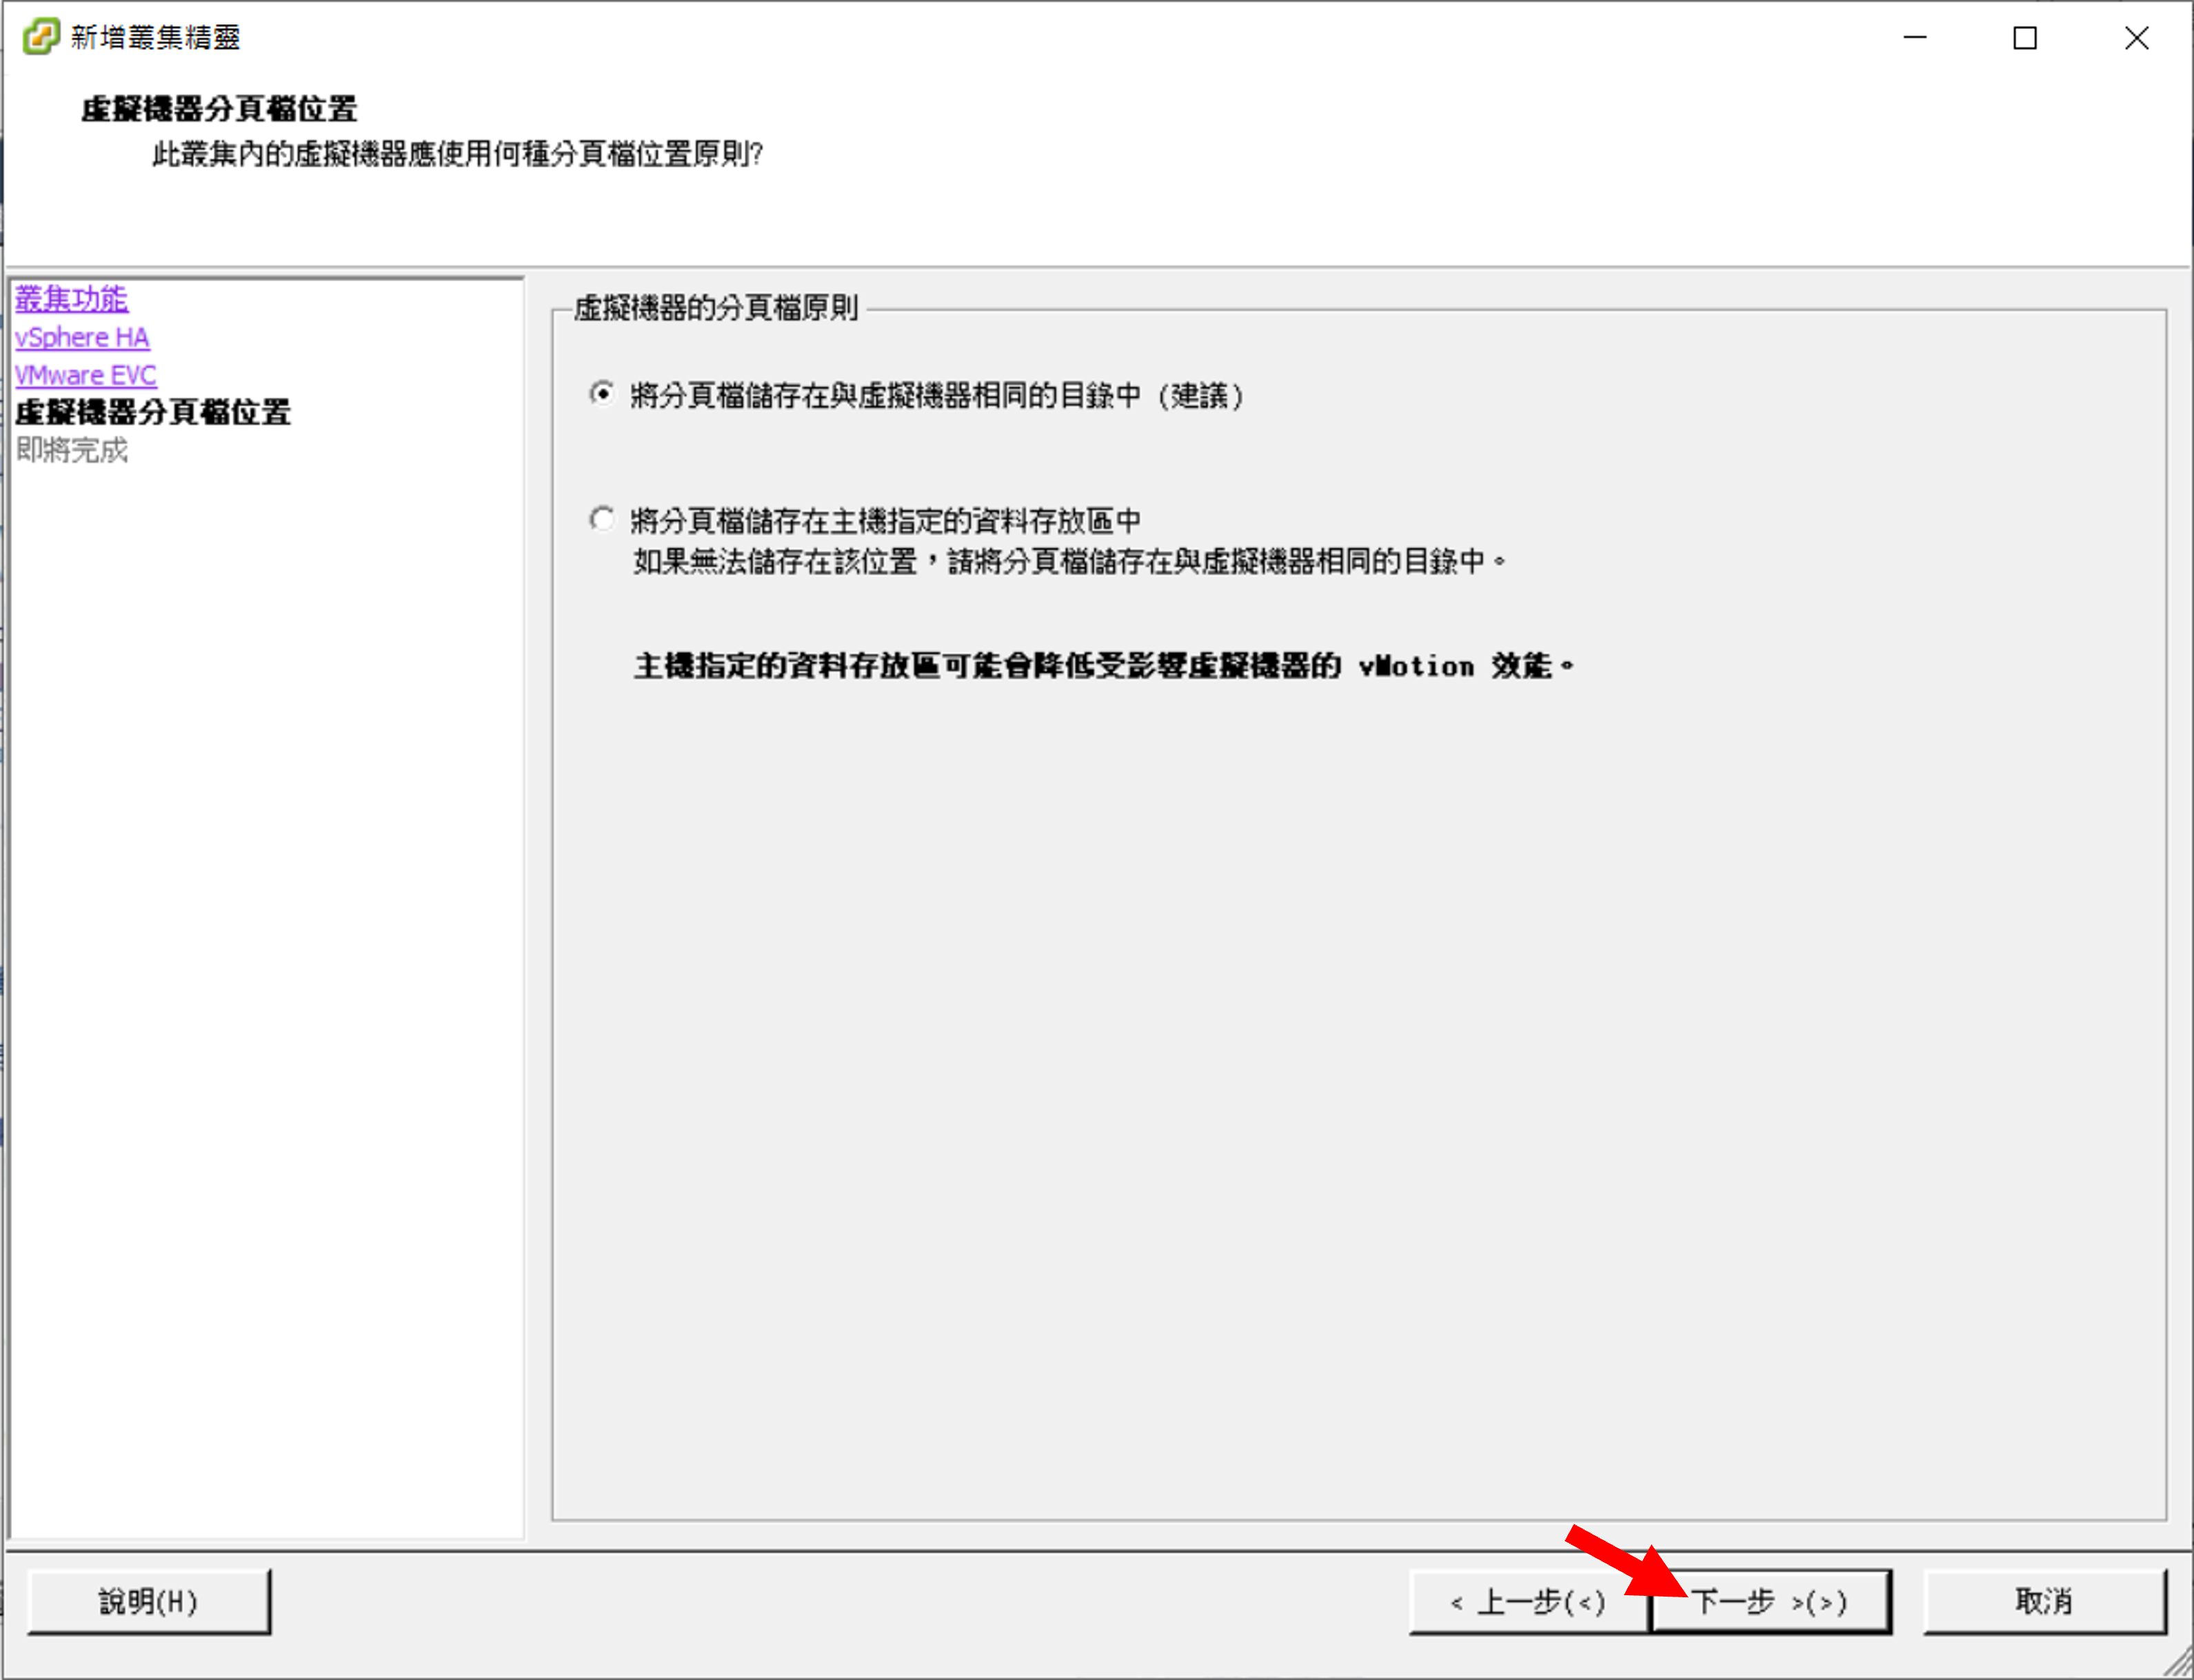 新增叢集精靈
虛擬機器分頁檔位置
此叢集內的虛擬機器應使用何種分頁檔位置原則?
叢集功能
vSphere HA
VMware EVC
虛擬機器分頁檔位置
即將完成
虛擬機器的分頁檔原則
將分頁檔儲存在與虛擬機器相同的目錄中 (建議)
將分頁檔儲存在主機指定的資料存放區中
如果無法儲存在該位置，請將分頁檔儲存在與虛擬機器相同的目錄中。
主機指定的資料存放區可能會降低受影響虛擬機器的 vMotion 效能。
說明(H)
< 上一步(<)
下一步 >(>)
取消